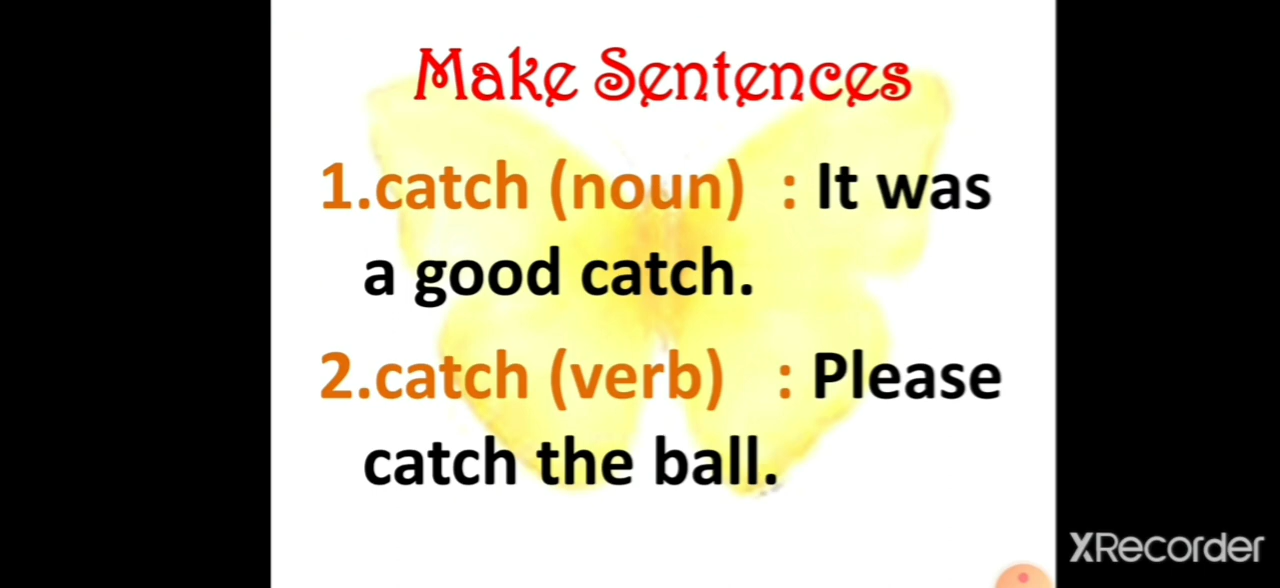 Make Sentences
1.catch (noun) : It was
a good catch.
2.catch (verb) : Please
catch the ball.
XRecorder